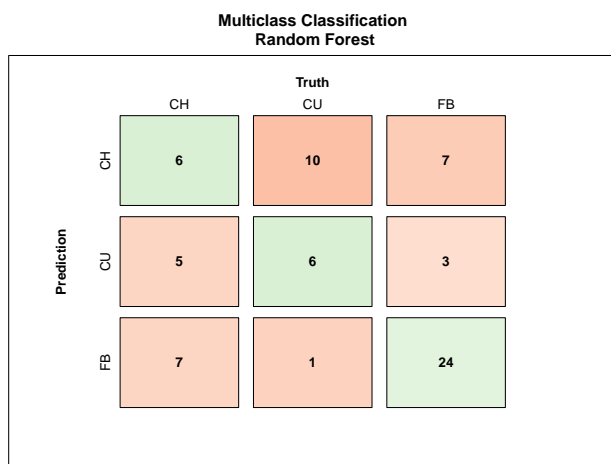 Multiclass Classification
Random Forest
Truth
CH CU FB
Prediction
CH 6 10 7
CU 5 6 3
FB 7 1 24